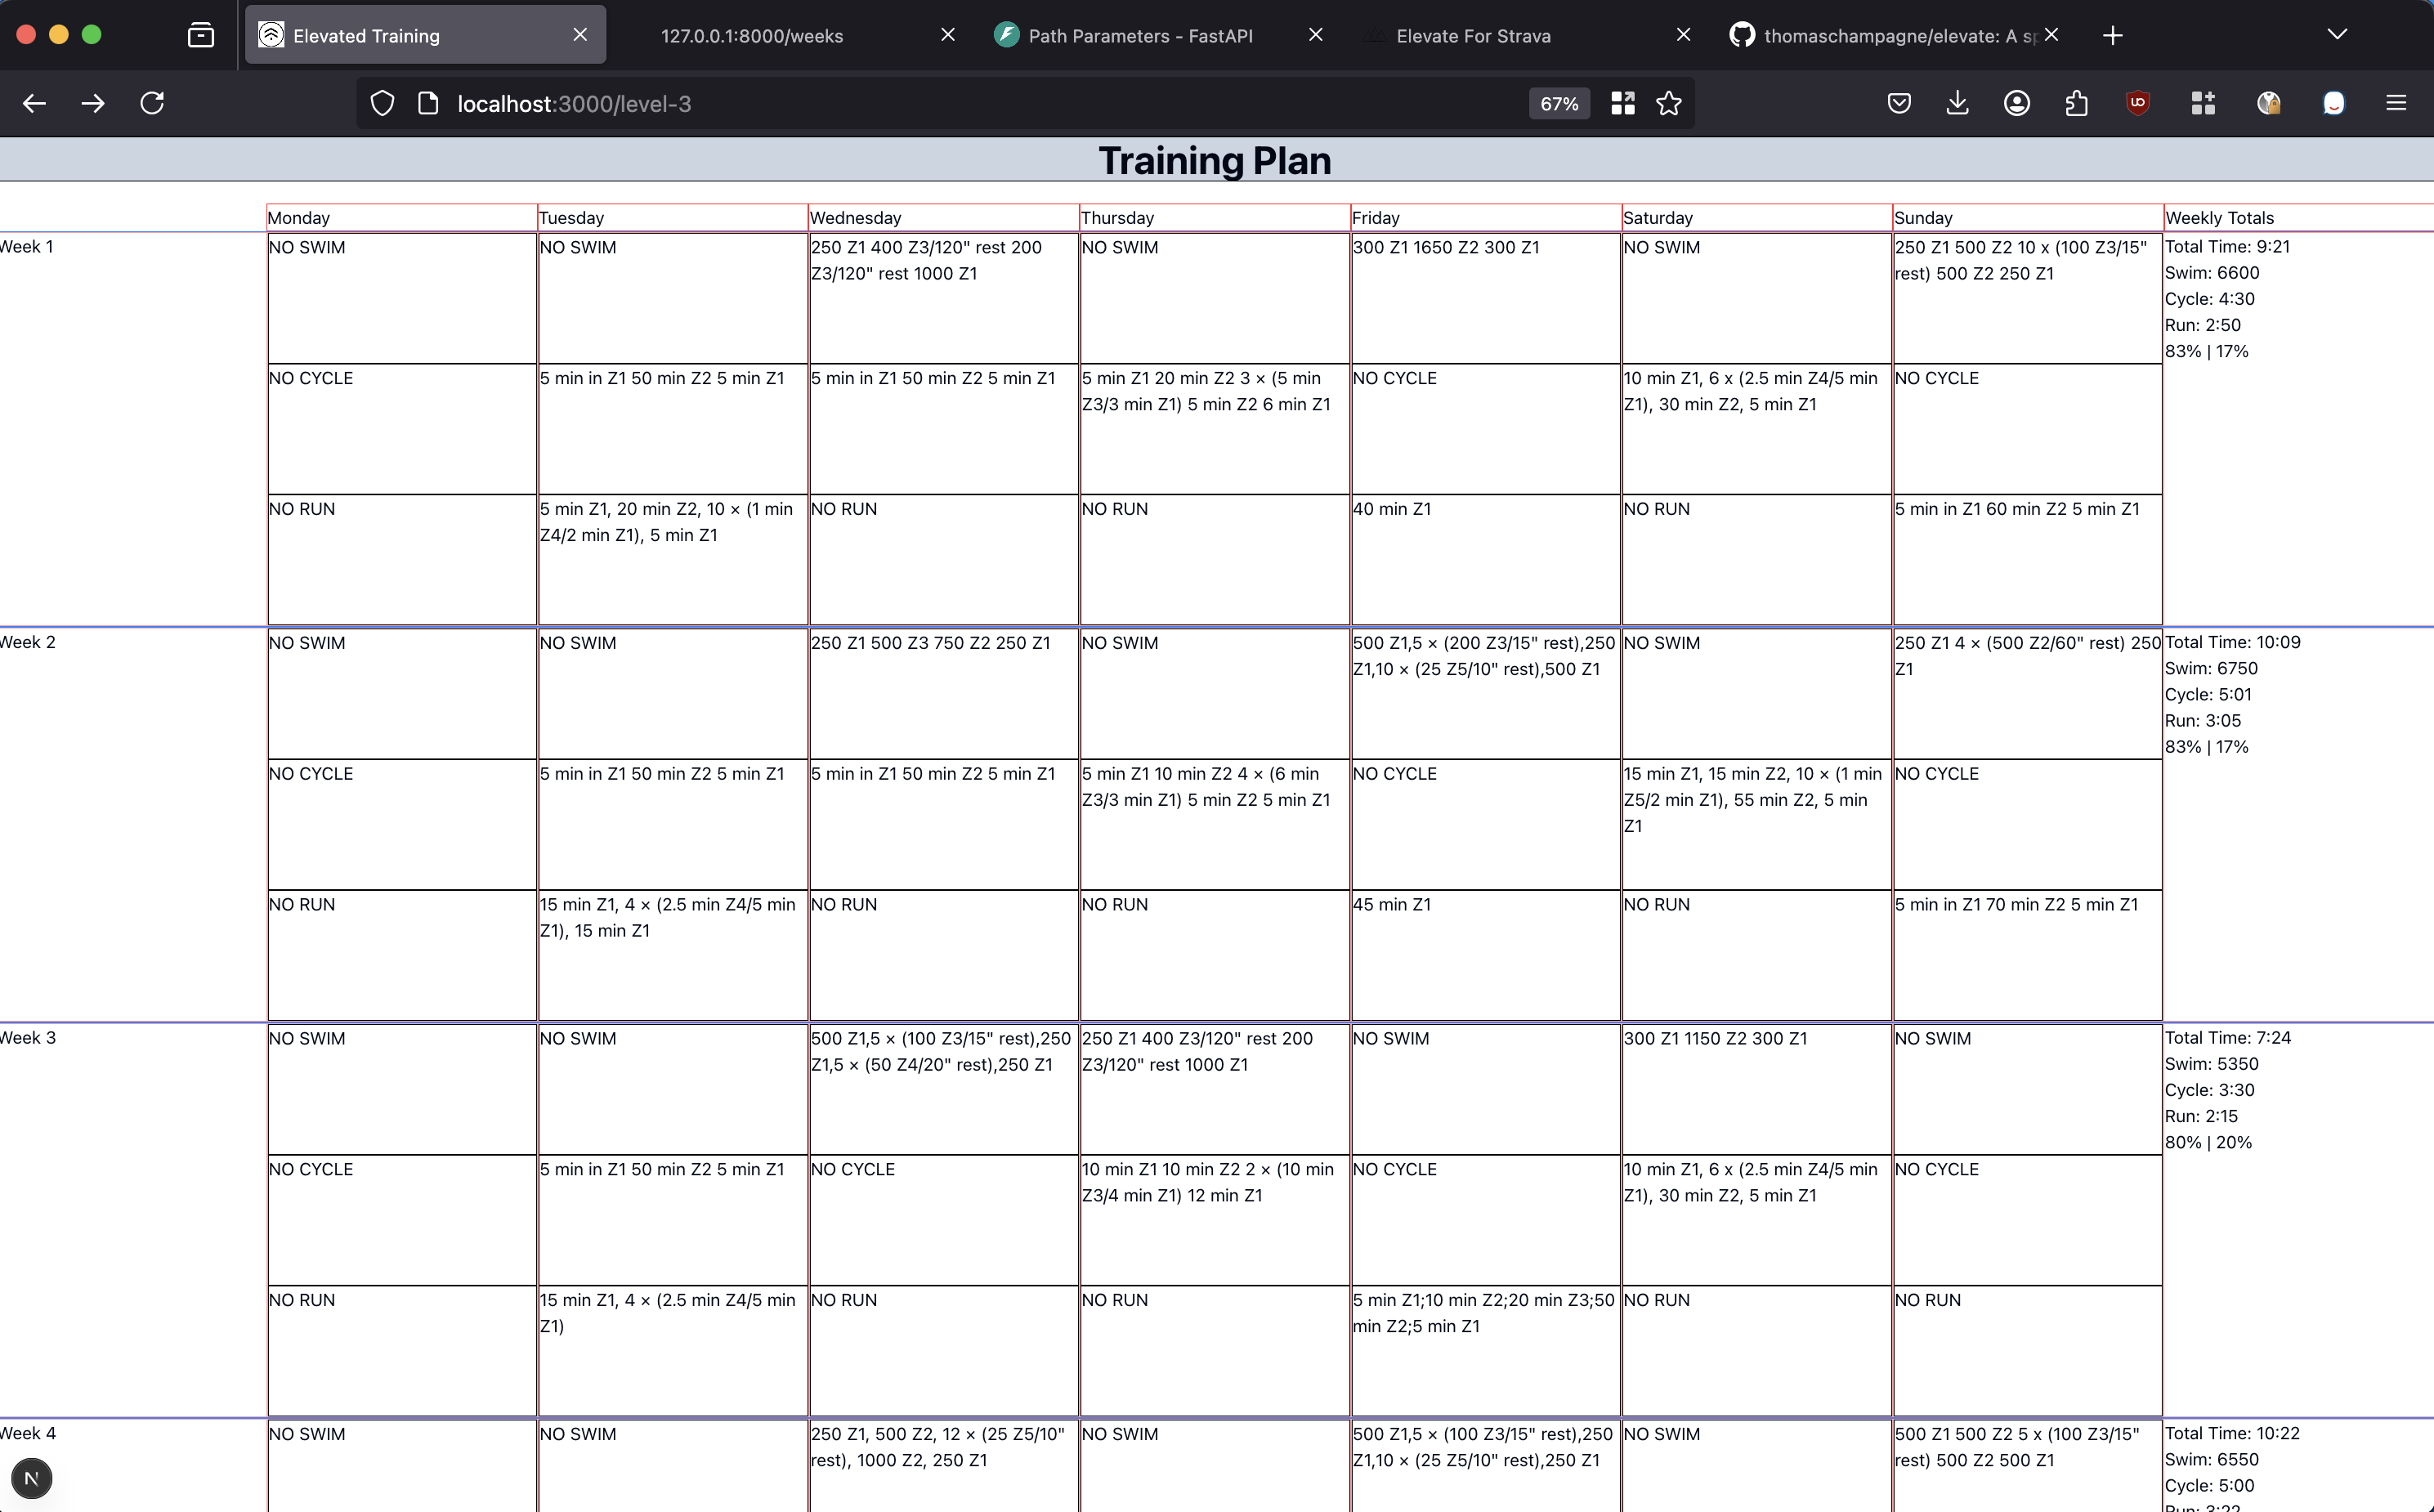 Elevated Training
127.0.0.1:8000/weeks
Path Parameters - FastAPI
Elevate For Strava
thomaschampagne/elevate: A sp
localhost:3000/level-3
67%
Training Plan
Monday
Tuesday
Wednesday
Thursday
Friday
Saturday
Sunday
Weekly Totals
Week 1
NO SWIM
NO SWIM
250 Z1 400 Z3/120" rest 200
Z3/120" rest 1000 Z1
NO SWIM
300 Z1 1650 Z2 300 Z1
NO SWIM
250 Z1 500 Z2 10 x (100 Z3/15"
rest) 500 Z2 250 Z1
Total Time: 9:21
Swim: 6600
Cycle: 4:30
Run: 2:50
83% | 17%
NO CYCLE
5 min in Z1 50 min Z2 5 min Z1
5 min in Z1 50 min Z2 5 min Z1
5 min Z1 20 min Z2 3 × (5 min
Z3/3 min Z1) 5 min Z2 6 min Z1
NO CYCLE
10 min Z1, 6 x (2.5 min Z4/5 min
Z1), 30 min Z2, 5 min Z1
NO CYCLE
NO RUN
5 min Z1, 20 min Z2, 10 × (1 min
Z4/2 min Z1), 5 min Z1
NO RUN
NO RUN
40 min Z1
NO RUN
5 min in Z1 60 min Z2 5 min Z1
Week 2
NO SWIM
NO SWIM
250 Z1 500 Z3 750 Z2 250 Z1
NO SWIM
500 Z1,5 × (200 Z3/15" rest),250
Z1,10 × (25 Z5/10" rest),500 Z1
NO SWIM
250 Z1 4 × (500 Z2/60" rest) 250
Z1
Total Time: 10:09
Swim: 6750
Cycle: 5:01
Run: 3:05
83% | 17%
NO CYCLE
5 min in Z1 50 min Z2 5 min Z1
5 min in Z1 50 min Z2 5 min Z1
5 min Z1 10 min Z2 4 × (6 min
Z3/3 min Z1) 5 min Z2 5 min Z1
NO CYCLE
15 min Z1, 15 min Z2, 10 × (1 min
Z5/2 min Z1), 55 min Z2, 5 min
Z1
NO CYCLE
NO RUN
15 min Z1, 4 × (2.5 min Z4/5 min
Z1), 15 min Z1
NO RUN
NO RUN
45 min Z1
NO RUN
5 min in Z1 70 min Z2 5 min Z1
Week 3
NO SWIM
NO SWIM
500 Z1,5 × (100 Z3/15" rest),250
Z1,5 × (50 Z4/20" rest),250 Z1
250 Z1 400 Z3/120" rest 200
Z3/120" rest 1000 Z1
NO SWIM
300 Z1 1150 Z2 300 Z1
NO SWIM
Total Time: 7:24
Swim: 5350
Cycle: 3:30
Run: 2:15
80% | 20%
NO CYCLE
5 min in Z1 50 min Z2 5 min Z1
NO CYCLE
10 min Z1 10 min Z2 2 × (10 min
Z3/4 min Z1) 12 min Z1
NO CYCLE
10 min Z1, 6 x (2.5 min Z4/5 min
Z1), 30 min Z2, 5 min Z1
NO CYCLE
NO RUN
15 min Z1, 4 × (2.5 min Z4/5 min
Z1)
NO RUN
NO RUN
5 min Z1;10 min Z2;20 min Z3;50
min Z2;5 min Z1
NO RUN
NO RUN
Week 4
NO SWIM
NO SWIM
250 Z1, 500 Z2, 12 × (25 Z5/10"
rest), 1000 Z2, 250 Z1
NO SWIM
500 Z1,5 × (100 Z3/15" rest),250
Z1,10 × (25 Z5/10" rest),250 Z1
NO SWIM
500 Z1 500 Z2 5 x (100 Z3/15"
rest) 500 Z2 500 Z1
Total Time: 10:22
Swim: 6550
Cycle: 5:00
Run: 3:22
N